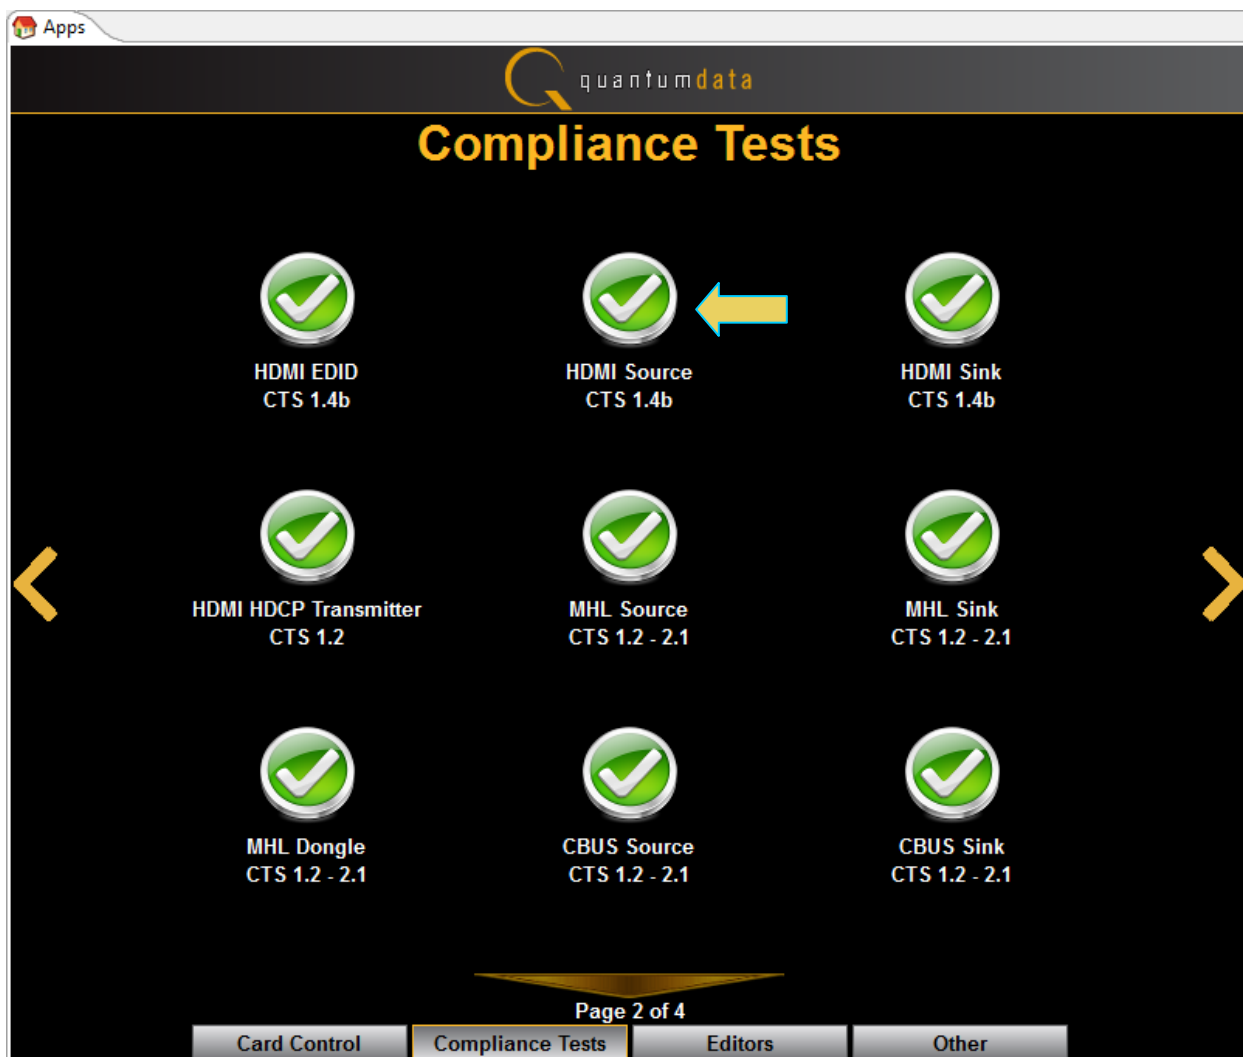 Apps
quantumdata
Compliance Tests
HDMI EDID
CTS 1.4b
HDMI Source
CTS 1.4b
HDMI Sink
CTS 1.4b
HDMI HDCP Transmitter
CTS 1.2
MHL Source
CTS 1.2 - 2.1
MHL Sink
CTS 1.2 - 2.1
MHL Dongle
CTS 1.2 - 2.1
CBUS Source
CTS 1.2 - 2.1
CBUS Sink
CTS 1.2 - 2.1
Page 2 of 4
Card Control
Compliance Tests
Editors
Other